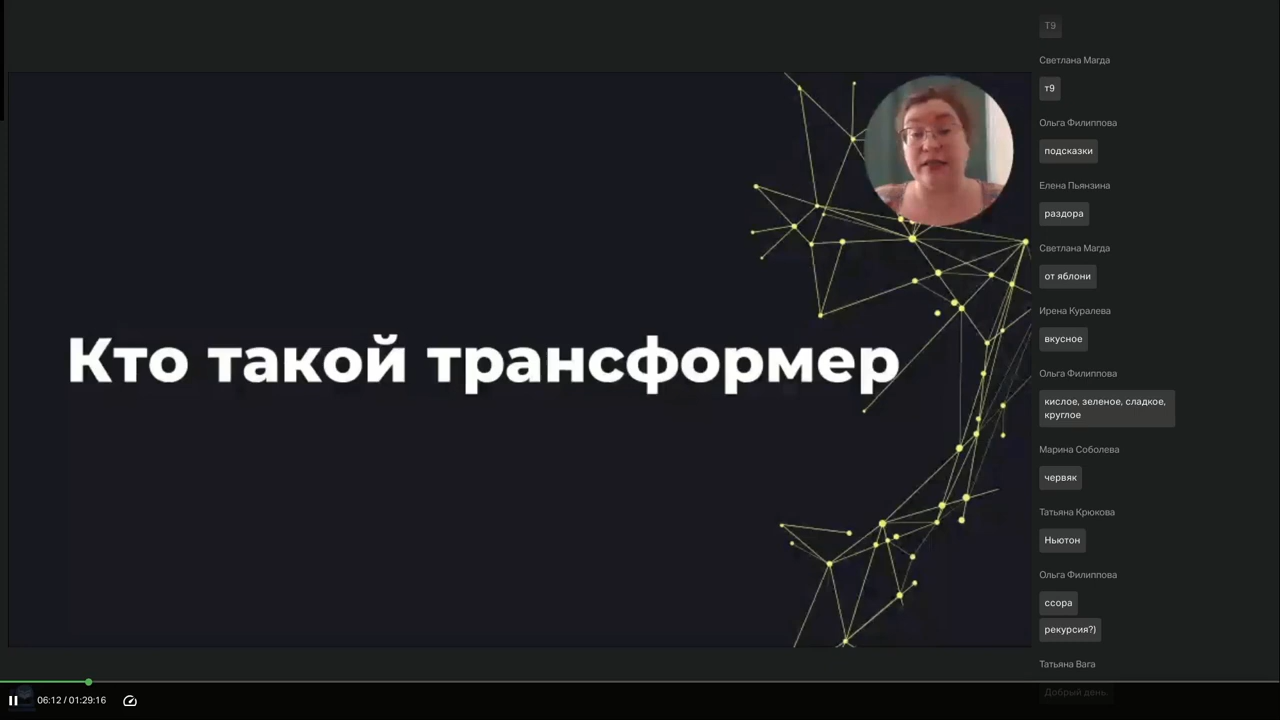 Т9
Светлана Магда
т9
Ольга Филиппова
подсказки
Елена Пьянзина
раздора
Светлана Магда
от яблони
Ирена Куралева
вкусное
Ольга Филиппова
кислое, зеленое, сладкое,
круглое
Марина Соболева
червяк
Татьяна Крюкова
Ньютон
Ольга Филиппова
ссора
рекурсия?)
Татьяна Вага
Добрый день.
Кто такой трансформер
06:12 / 01:29:16